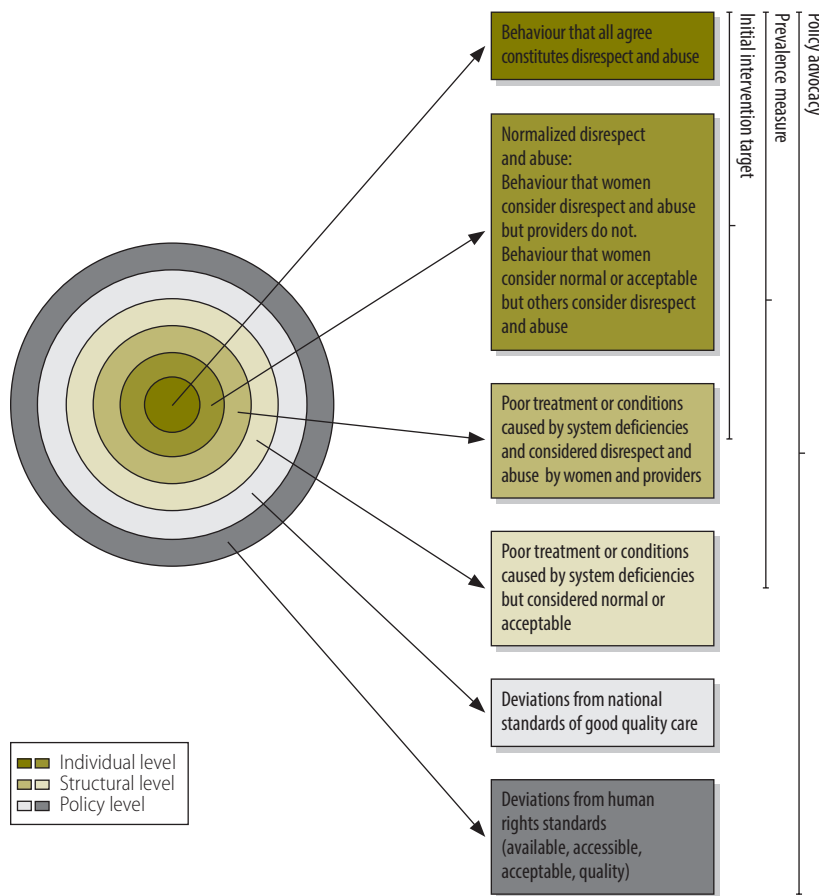 Behaviour that all agree
constitutes disrespect and abuse
Normalized disrespect
and abuse:
Behaviour that women
consider disrespect and abuse
but providers do not.
Behaviour that women
consider normal or acceptable
but others consider disrespect
and abuse
Poor treatment or conditions
caused by system deficiencies
and considered disrespect and
abuse by women and providers
Poor treatment or conditions
caused by system deficiencies
but considered normal or
acceptable
Deviations from national
standards of good quality care
Deviations from human
rights standards
(available, accessible,
acceptable, quality)
Initial intervention target
Prevalence measure
Policy advocacy
Individual level
Structural level
Policy level